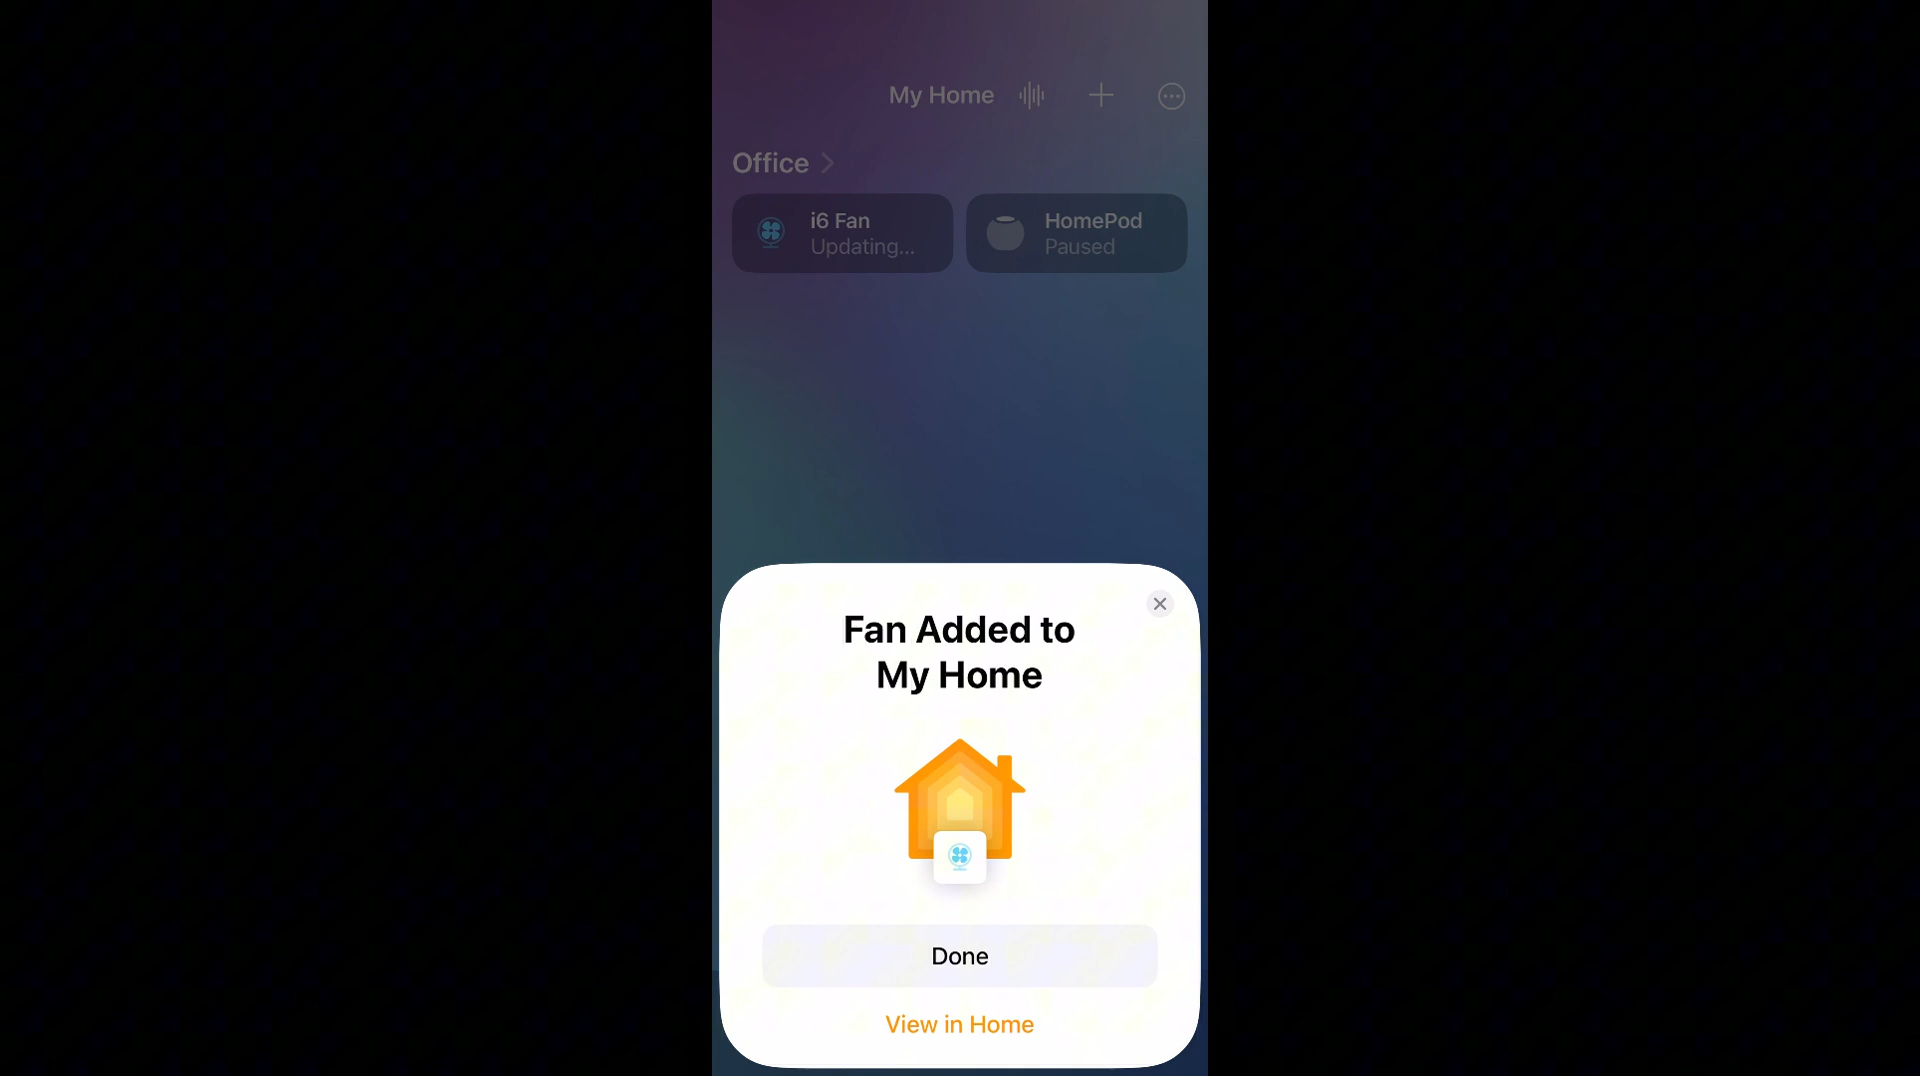 My Home
Office
i6 Fan
Updating...
HomePod
Paused
Fan Added to
My Home
Done
View in Home